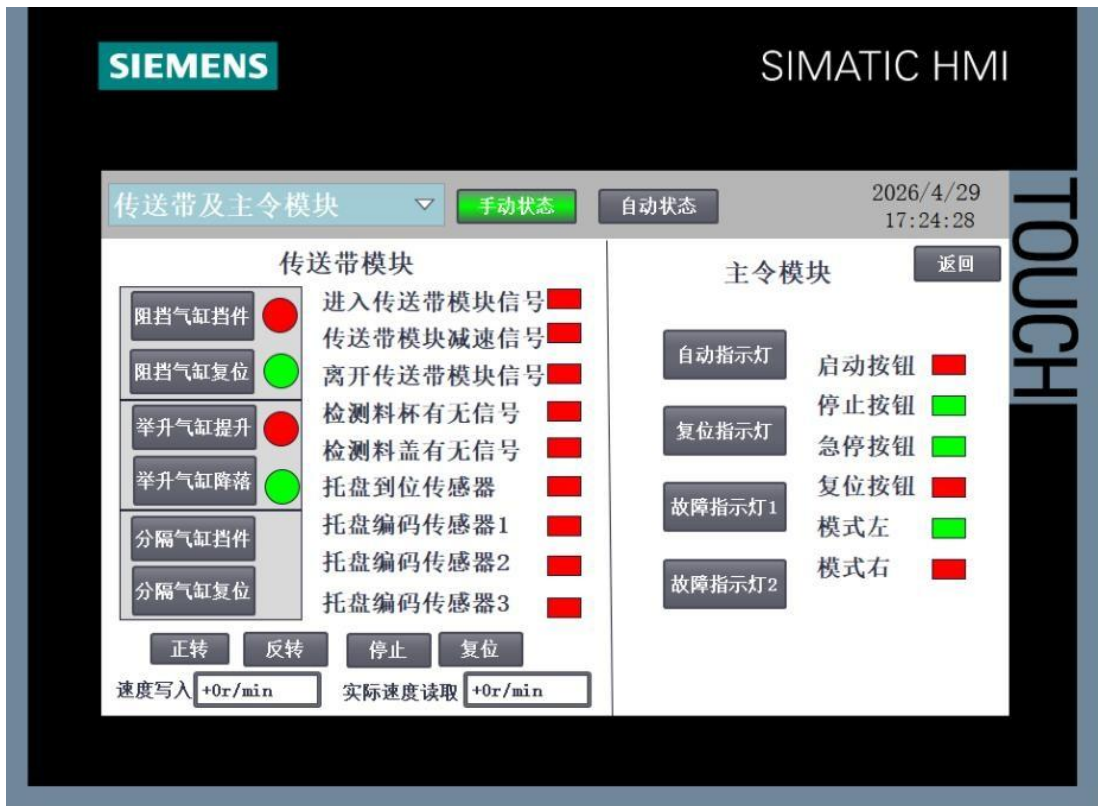 SIEMENS
SIMATIC HMI
TOUCH
传送带及主令模块
手动状态
自动状态
2026/4/29
17:24:28
传送带模块
阻挡气缸挡件
阻挡气缸复位
举升气缸提升
举升气缸降落
分隔气缸挡件
分隔气缸复位
进入传送带模块信号
传送带模块减速信号
离开传送带模块信号
检测料杯有无信号
检测料盖有无信号
托盘到位传感器
托盘编码传感器1
托盘编码传感器2
托盘编码传感器3
正转
反转
停止
复位
速度写入 +0r/min
实际速度读取 +0r/min
主令模块
返回
自动指示灯
复位指示灯
故障指示灯1
故障指示灯2
启动按钮
停止按钮
急停按钮
复位按钮
模式左
模式右